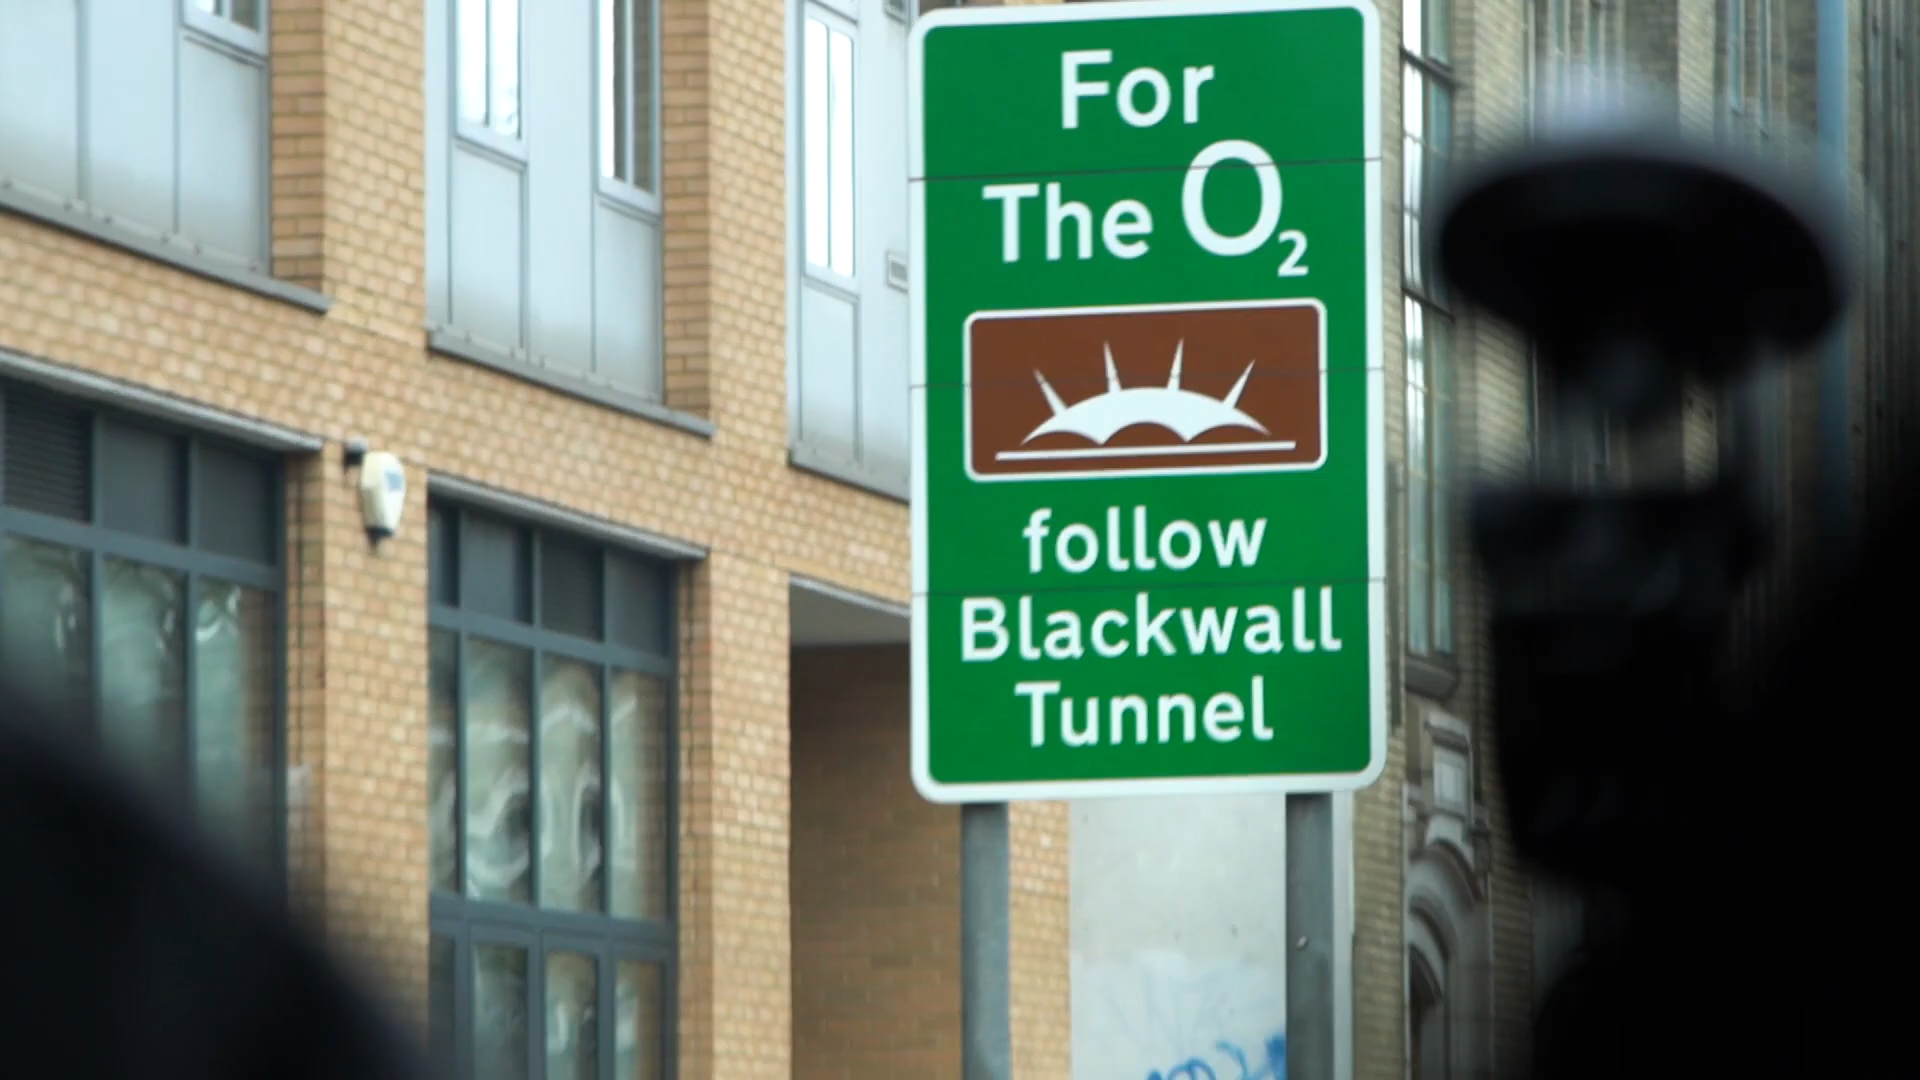 For
The O₂
follow
Blackwall
Tunnel